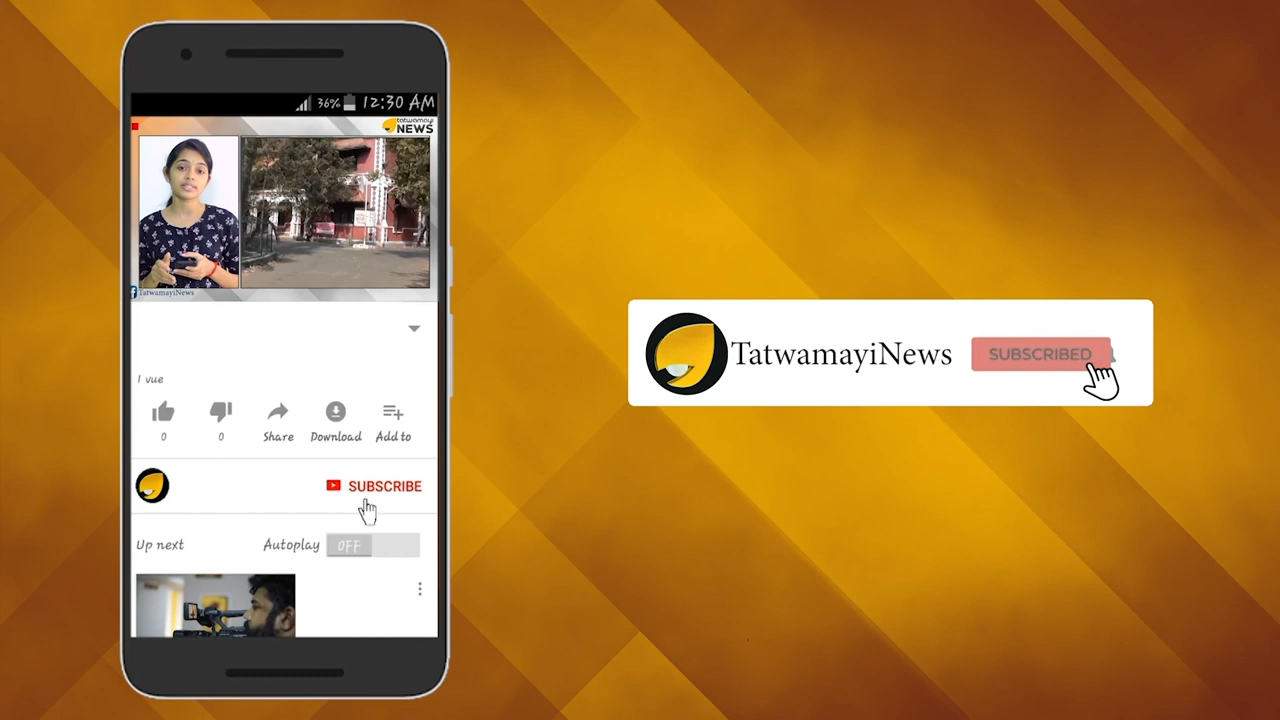 36% 12:30 AM
tatwamayi
NEWS
TatwamayiNews
1 vue
0 0 Share Download Add to
SUBSCRIBE
Up next Autoplay OFF
TatwamayiNews SUBSCRIBED